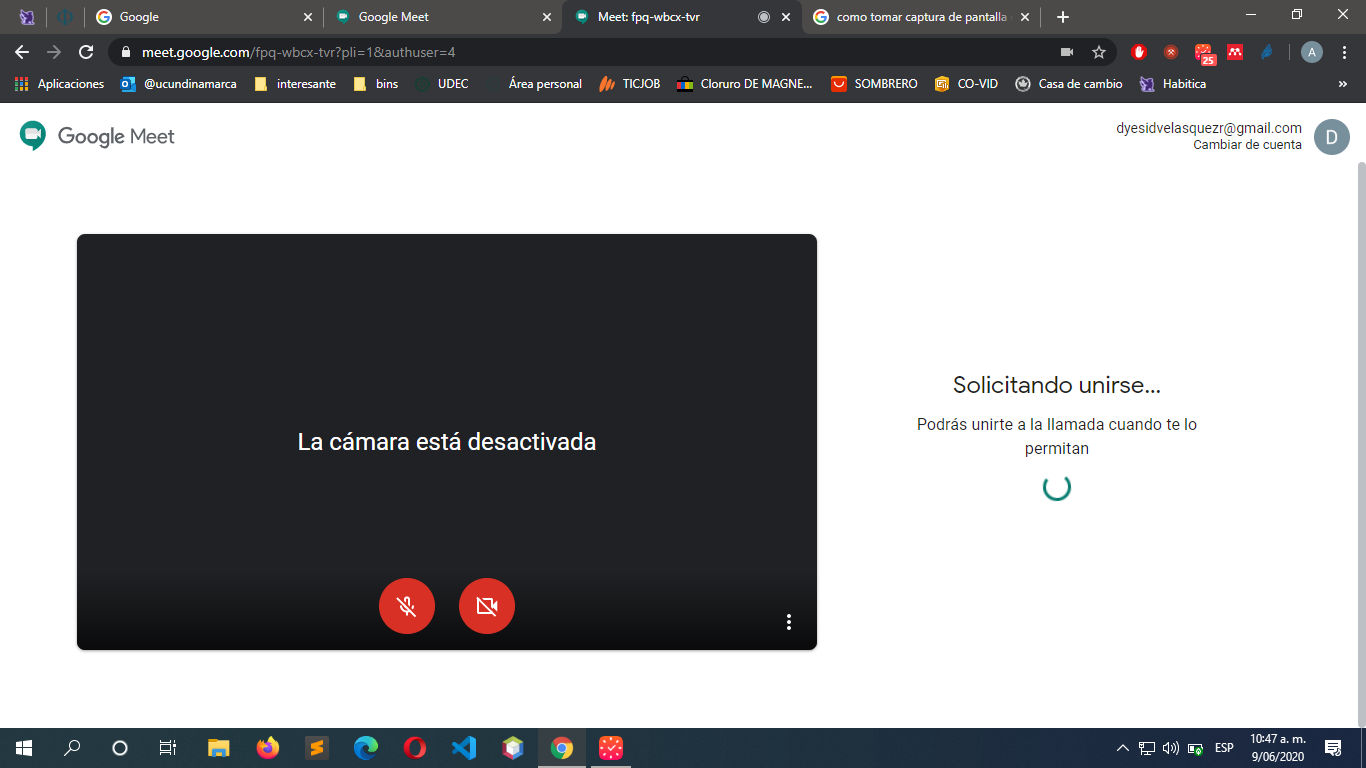 Google
Google Meet
Meet: fpq-wbcx-tvr
como tomar captura de pantalla
meet.google.com/fpq-wbcx-tvr?pli=1&authuser=4
25
A
Aplicaciones
@ucundinamarca
interesante
bins
UDEC
Área personal
TICJOB
Cloruro DE MAGNE...
SOMBRERO
CO-VID
Casa de cambio
Habitica
»
Google Meet
dyesidvelasquezr@gmail.com
Cambiar de cuenta
D
La cámara está desactivada
Solicitando unirse...
Podrás unirte a la llamada cuando te lo
permitan
ESP
10:47 a. m.
9/06/2020